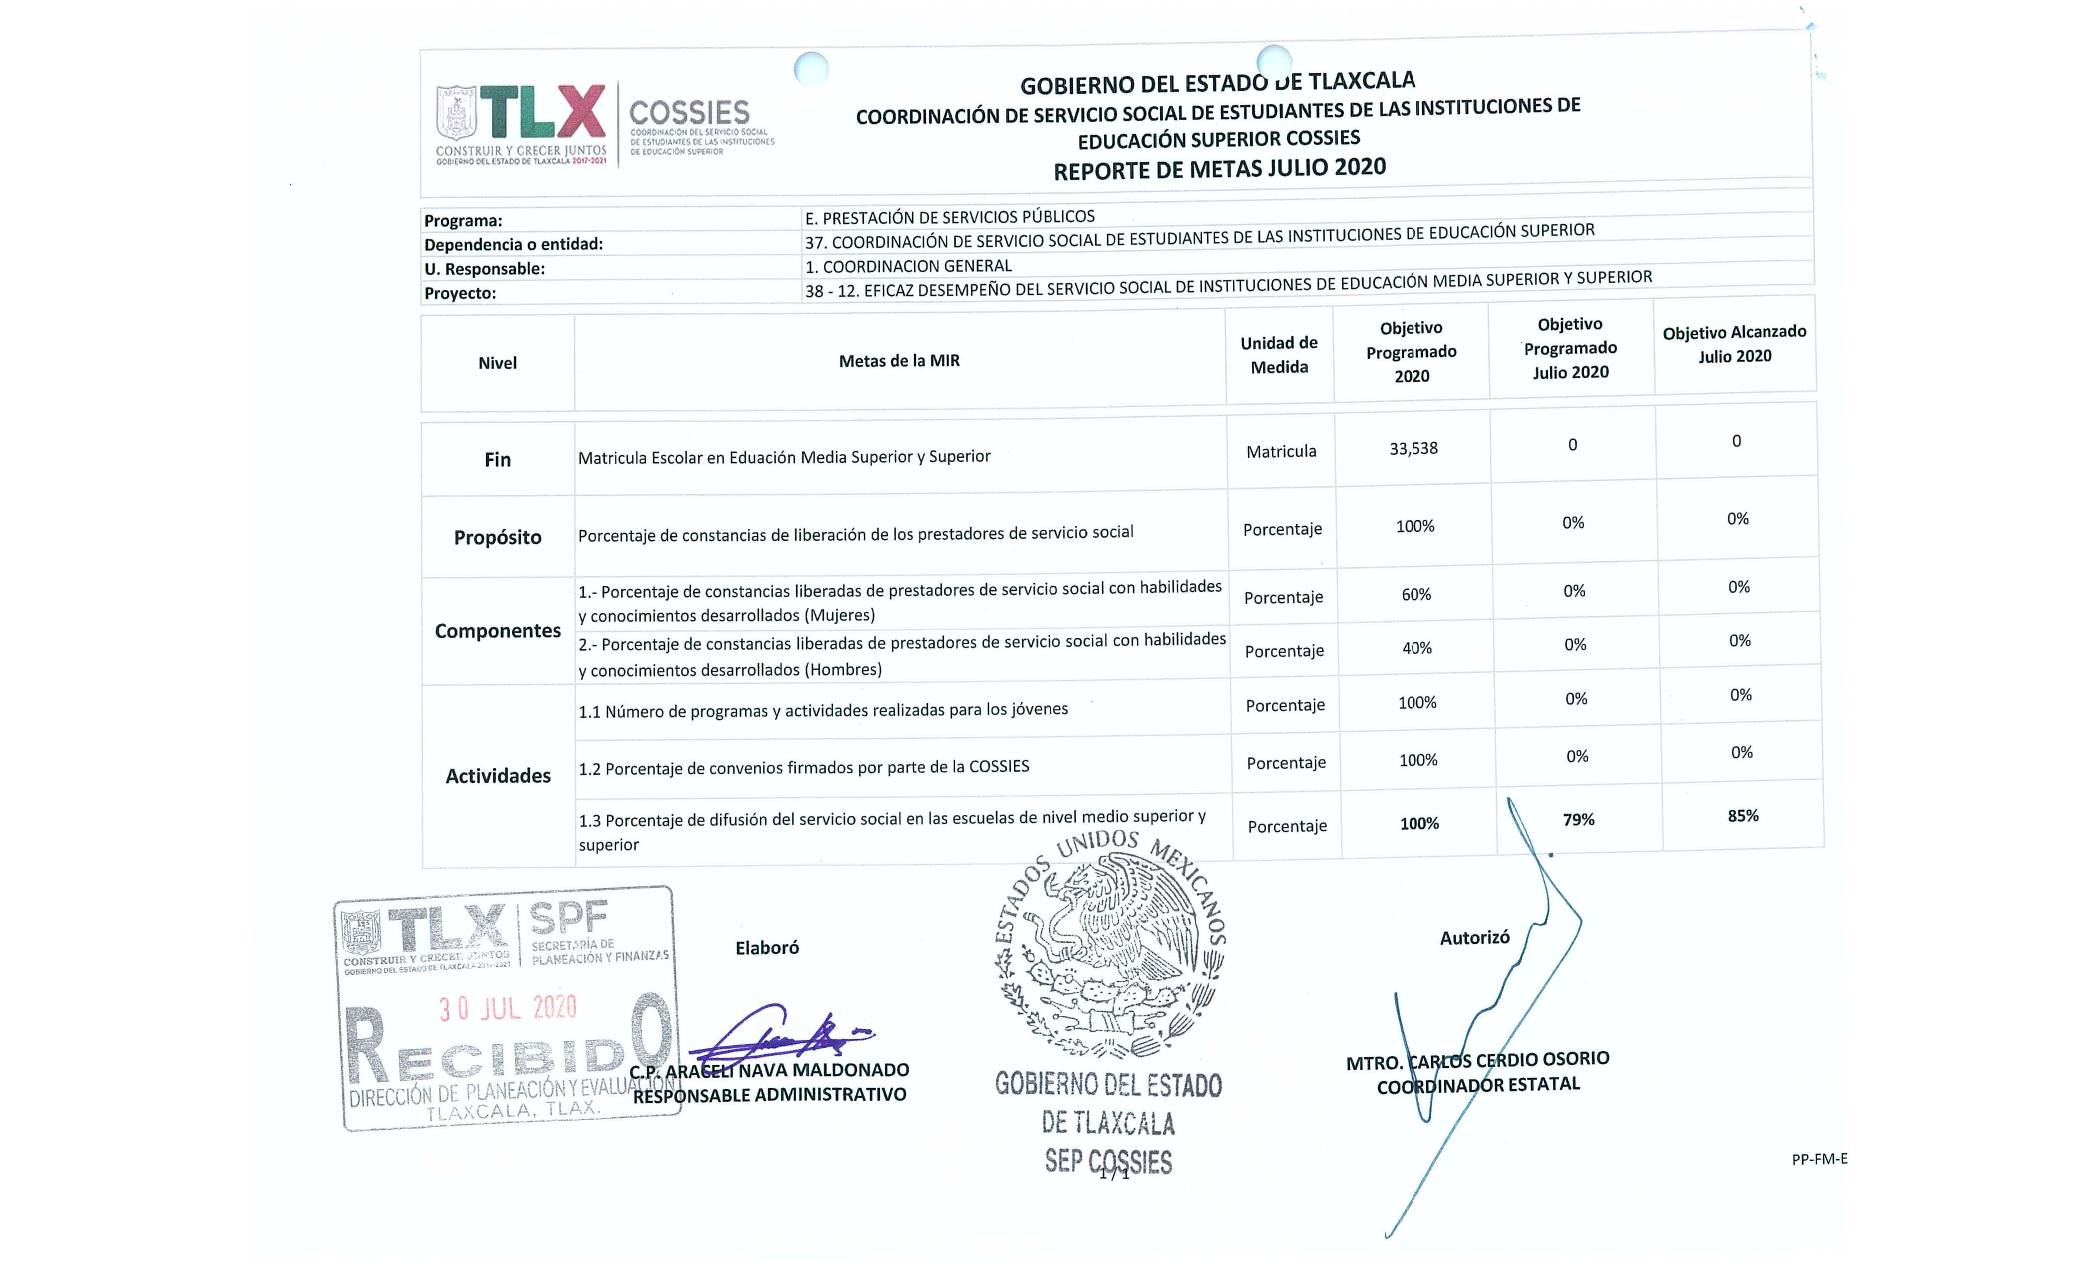 TLX
CONSTRUIR Y CRECER JUNTOS
GOBIERNO DEL ESTADO DE TLAXCALA 2017-2021
COSSIES
COORDINACIÓN DEL SERVICIO SOCIAL
DE ESTUDIANTES DE LAS INSTITUCIONES
DE EDUCACIÓN SUPERIOR
GOBIERNO DEL ESTADO DE TLAXCALA
COORDINACIÓN DE SERVICIO SOCIAL DE ESTUDIANTES DE LAS INSTITUCIONES DE
EDUCACIÓN SUPERIOR COSSIES
REPORTE DE METAS JULIO 2020
Programa: E. PRESTACIÓN DE SERVICIOS PÚBLICOS
Dependencia o entidad: 37. COORDINACIÓN DE SERVICIO SOCIAL DE ESTUDIANTES DE LAS INSTITUCIONES DE EDUCACIÓN SUPERIOR
U. Responsable: 1. COORDINACION GENERAL
Proyecto: 38 - 12. EFICAZ DESEMPEÑO DEL SERVICIO SOCIAL DE INSTITUCIONES DE EDUCACIÓN MEDIA SUPERIOR Y SUPERIOR
Nivel
Metas de la MIR
Unidad de
Medida
Objetivo
Programado
2020
Objetivo
Programado
Julio 2020
Objetivo Alcanzado
Julio 2020
Fin
Matricula Escolar en Eduación Media Superior y Superior
Matricula
33,538
0
0
Propósito
Porcentaje de constancias de liberación de los prestadores de servicio social
Porcentaje
100%
0%
0%
Componentes
1.- Porcentaje de constancias liberadas de prestadores de servicio social con habilidades
y conocimientos desarrollados (Mujeres)
Porcentaje
60%
0%
0%
2.- Porcentaje de constancias liberadas de prestadores de servicio social con habilidades
y conocimientos desarrollados (Hombres)
Porcentaje
40%
0%
0%
Actividades
1.1 Número de programas y actividades realizadas para los jóvenes
Porcentaje
100%
0%
0%
1.2 Porcentaje de convenios firmados por parte de la COSSIES
Porcentaje
100%
0%
0%
1.3 Porcentaje de difusión del servicio social en las escuelas de nivel medio superior y
superior
Porcentaje
100%
79%
85%
TLX
CONSTRUIR Y CRECER JUNTOS
GOBIERNO DEL ESTADO DE TLAXCALA 2017-2021
SPF
SECRETARÍA DE
PLANEACIÓN Y FINANZAS
30 JUL 2020
RECIBIDO
DIRECCIÓN DE PLANEACIÓN Y EVALUACIÓN
TLAXCALA, TLAX.
Elaboró
C.P. ARACELI NAVA MALDONADO
RESPONSABLE ADMINISTRATIVO
ESTADOS UNIDOS MEXICANOS
GOBIERNO DEL ESTADO
DE TLAXCALA
SEP COSSIES
1/1
Autorizó
MTRO. CARLOS CERDIO OSORIO
COORDINADOR ESTATAL
PP-FM-E